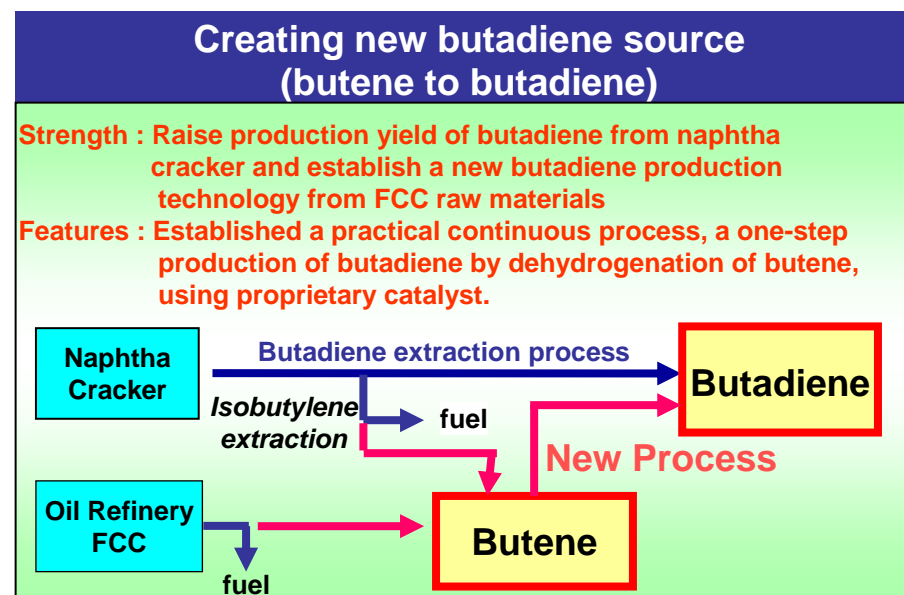 Creating new butadiene source
(butene to butadiene)
Strength : Raise production yield of butadiene from naphtha
cracker and establish a new butadiene production
technology from FCC raw materials
Features : Established a practical continuous process, a one-step
production of butadiene by dehydrogenation of butene,
using proprietary catalyst.
Naphtha
Cracker
Butadiene extraction process
Butadiene
Isobutylene
extraction
fuel
New Process
Oil Refinery
FCC
Butene
fuel